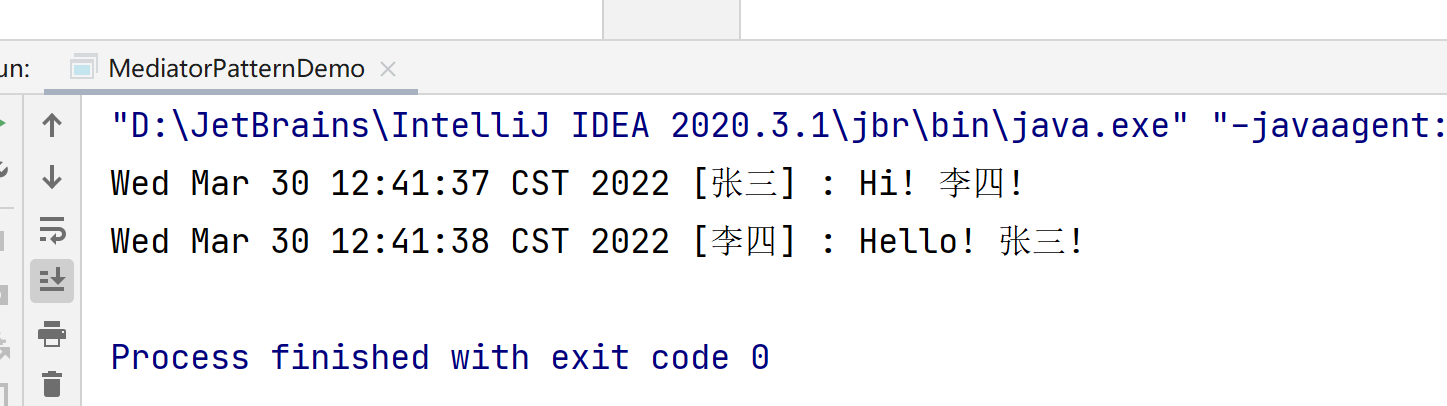 un:
MediatorPatternDemo
"D:\JetBrains\IntelliJ IDEA 2020.3.1\jbr\bin\java.exe" "-javaagent:
Wed Mar 30 12:41:37 CST 2022 [张三] : Hi! 李四!
Wed Mar 30 12:41:38 CST 2022 [李四] : Hello! 张三!
Process finished with exit code 0